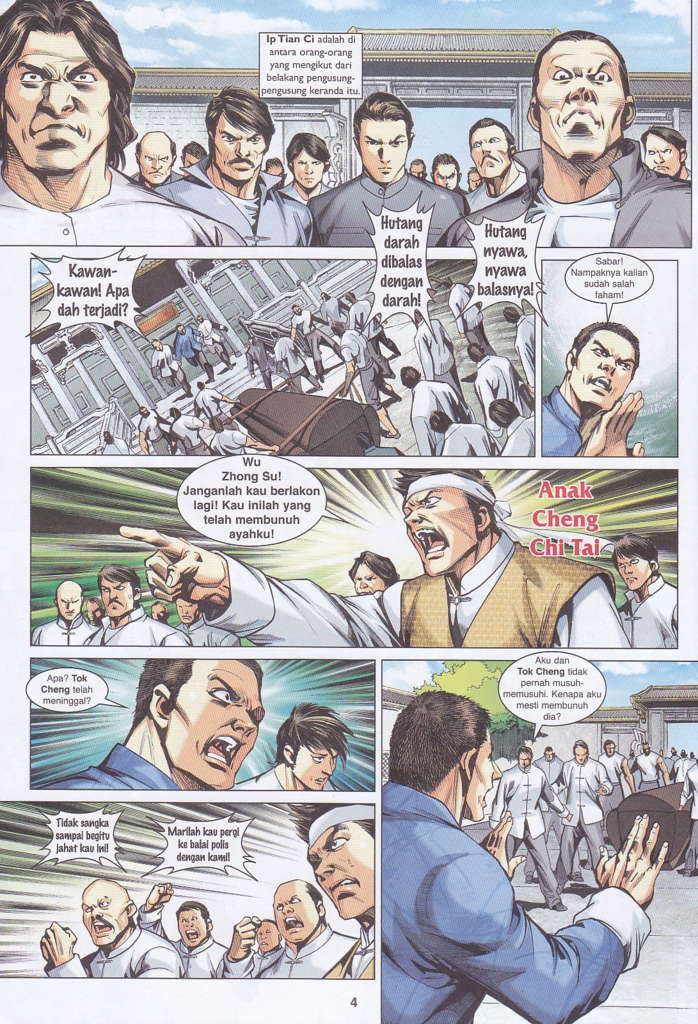 Ip Tian Ci adalah di
antara orang-orang
yang mengikut dari
belakang pengusung-
pengusung keranda itu.
Kawan-
kawan! Apa
dah terjadi?
Hutang
darah
dibalas
dengan
darah!
Hutang
nyawa,
nyawa
balasnya!
Sabar!
Nampaknya kalian
sudah salah
faham!
Wu
Zhong Su!
Janganlah kau berlakon
lagi! Kau inilah yang
telah membunuh
ayahku!
Anak
Cheng
Chi Tai
Apa? Tok
Cheng telah
meninggal?
Aku dan
Tok Cheng tidak
pernah musuh-
memusuhi. Kenapa aku
mesti membunuh
dia?
Tidak sangka
sampai begitu
jahat kau ini!
Marilah kau pergi
ke balai polis
dengan kami!
4